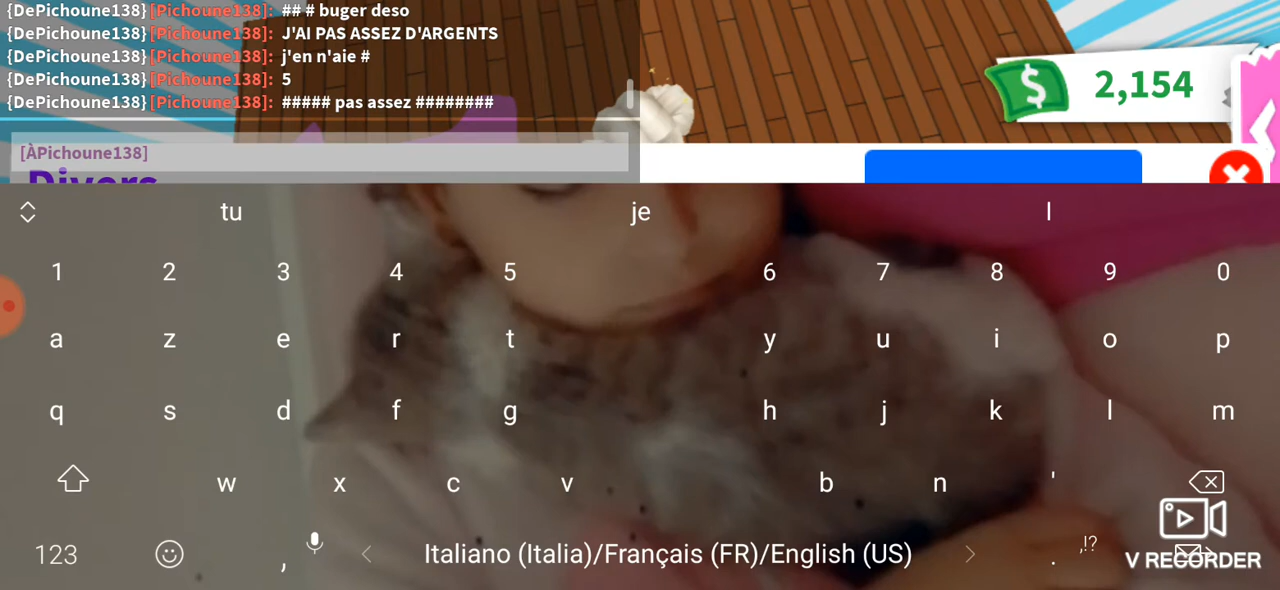 {DePichoune138}[Pichoune138]: ## # buger deso
{DePichoune138}[Pichoune138]: J'AI PAS ASSEZ D'ARGENTS
{DePichoune138}[Pichoune138]: j'en n'aie #
{DePichoune138}[Pichoune138]: 5
{DePichoune138}[Pichoune138]: ##### pas assez ########
2,154
[ÀPichoune138]
Divers
tu je l
1 2 3 4 5 6 7 8 9 0
a z e r t y u i o p
q s d f g h j k l m
w x c v b n '
123 , Italiano (Italia)/Français (FR)/English (US) . ,!?
V RECORDER